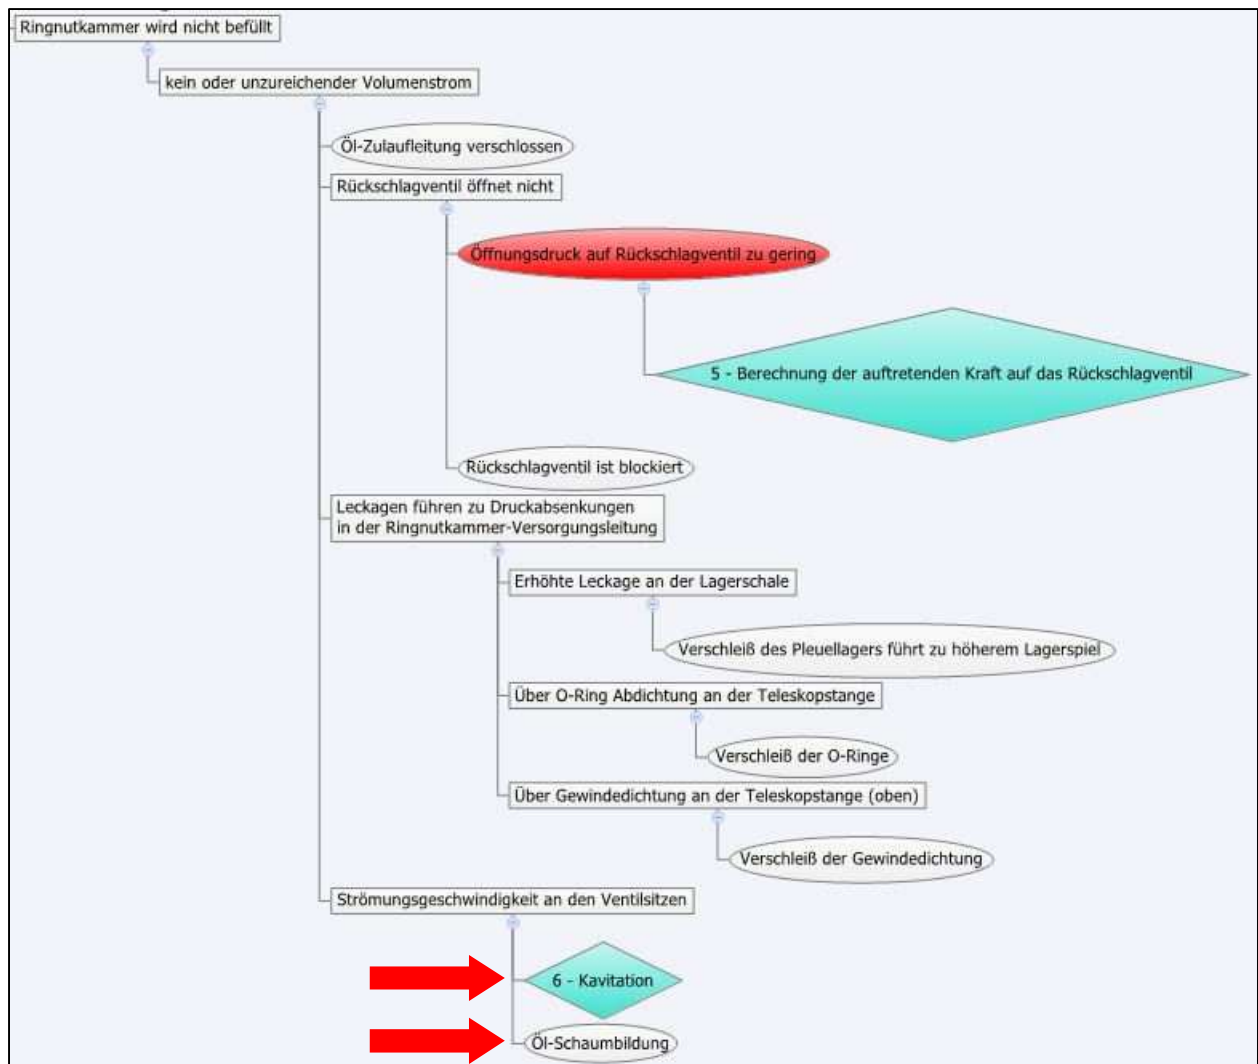 Ringnutkammer wird nicht befüllt
kein oder unzureichender Volumenstrom
Öl-Zulaufleitung verschlossen
Rückschlagventil öffnet nicht
Öffnungsdruck auf Rückschlagventil zu gering
5 - Berechnung der auftretenden Kraft auf das Rückschlagventil
Rückschlagventil ist blockiert
Leckagen führen zu Druckabsenkungen
in der Ringnutkammer-Versorgungsleitung
Erhöhte Leckage an der Lagerschale
Verschleiß des Pleuellagers führt zu höherem Lagerspiel
Über O-Ring Abdichtung an der Teleskopstange
Verschleiß der O-Ringe
Über Gewindedichtung an der Teleskopstange (oben)
Verschleiß der Gewindedichtung
Strömungsgeschwindigkeit an den Ventilsitzen
6 - Kavitation
Öl-Schaumbildung